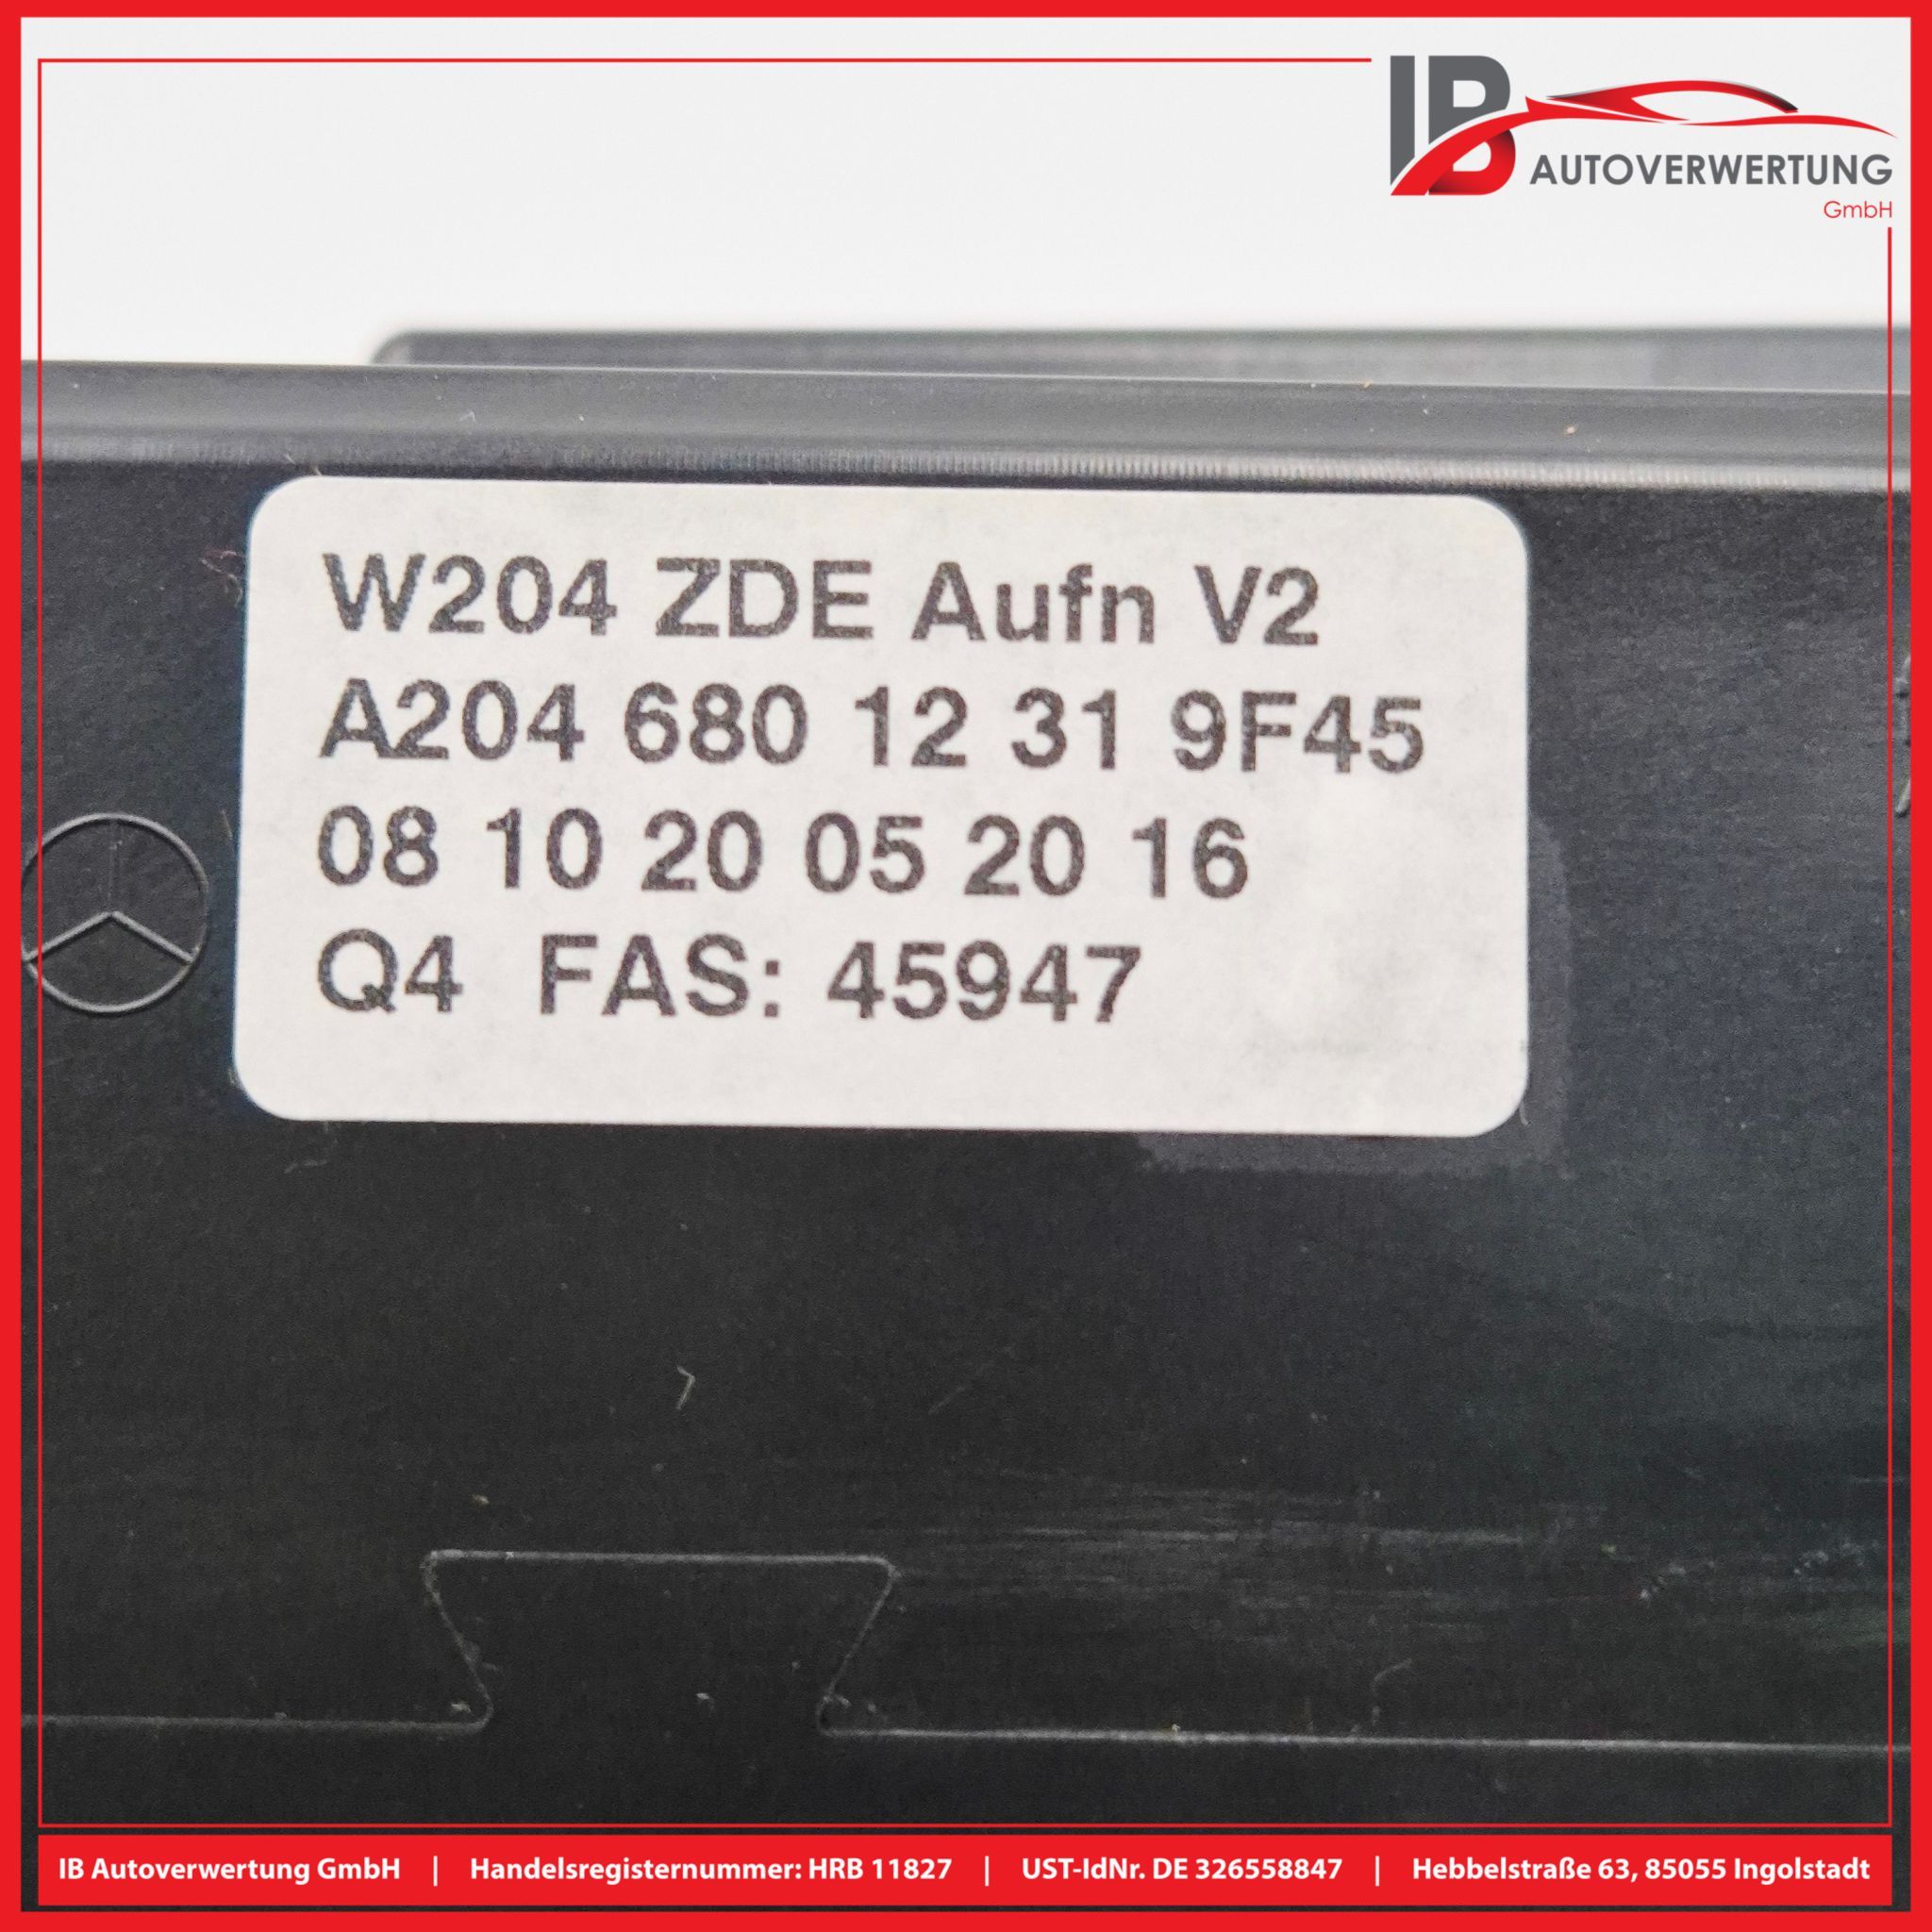 IB
AUTOVERWERTUNG
GmbH
W204 ZDE Aufn V2
A204 680 12 31 9F45
08 10 20 05 20 16
Q4 FAS: 45947
IB Autoverwertung GmbH | Handelsregisternummer: HRB 11827 | UST-IdNr. DE 326558847 | Hebbelstraße 63, 85055 Ingolstadt